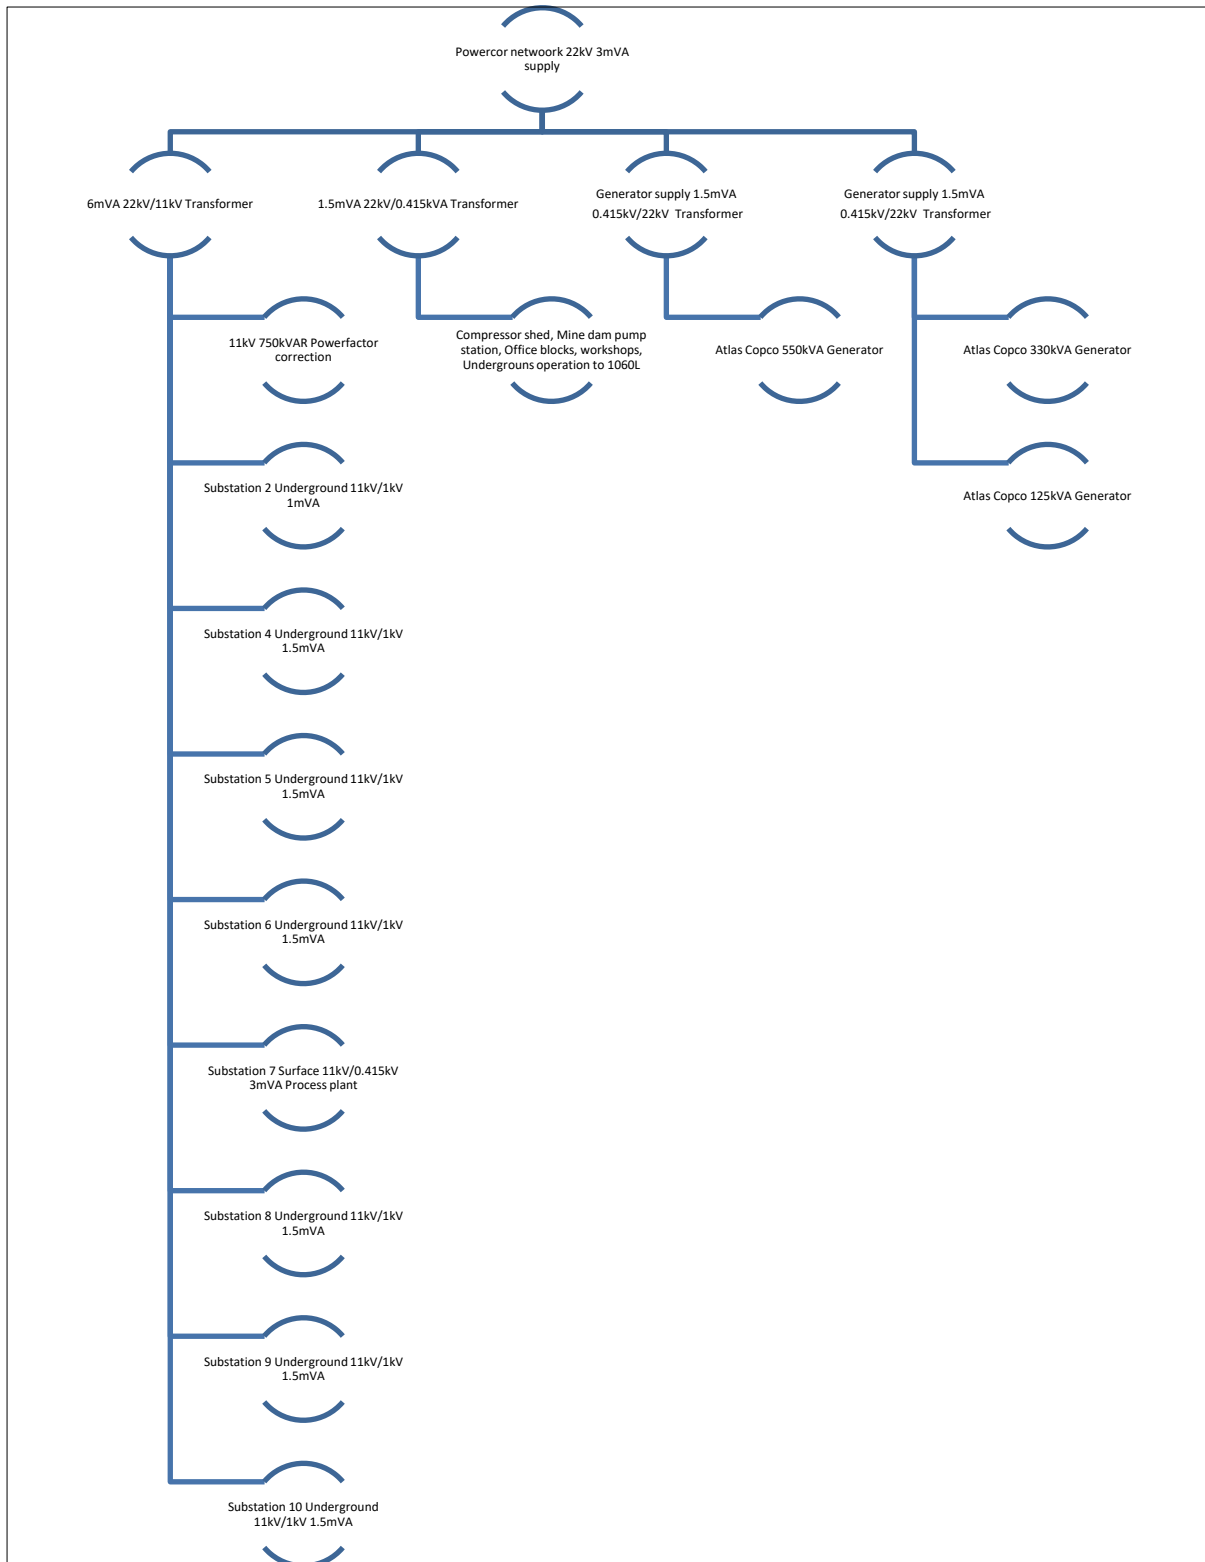 Powercor netwoork 22kV 3mVA
supply
6mVA 22kV/11kV Transformer
1.5mVA 22kV/0.415kVA Transformer
Generator supply 1.5mVA
0.415kV/22kV Transformer
Generator supply 1.5mVA
0.415kV/22kV Transformer
11kV 750kVAR Powerfactor
correction
Compressor shed, Mine dam pump
station, Office blocks, workshops,
Undergrouns operation to 1060L
Atlas Copco 550kVA Generator
Atlas Copco 330kVA Generator
Substation 2 Underground 11kV/1kV
1mVA
Atlas Copco 125kVA Generator
Substation 4 Underground 11kV/1kV
1.5mVA
Substation 5 Underground 11kV/1kV
1.5mVA
Substation 6 Underground 11kV/1kV
1.5mVA
Substation 7 Surface 11kV/0.415kV
3mVA Process plant
Substation 8 Underground 11kV/1kV
1.5mVA
Substation 9 Underground 11kV/1kV
1.5mVA
Substation 10 Underground
11kV/1kV 1.5mVA